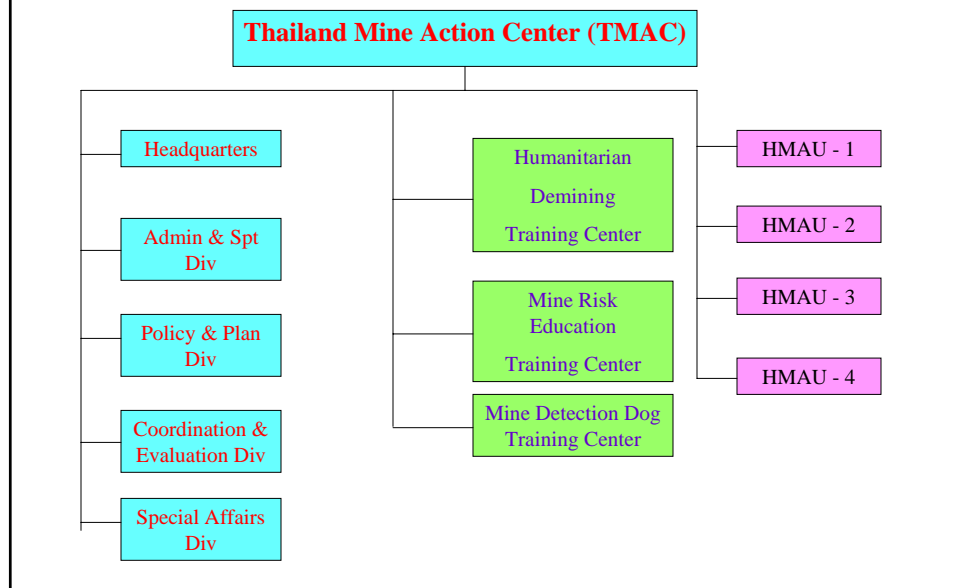 Thailand Mine Action Center (TMAC)
Headquarters
Admin & Spt
Div
Policy & Plan
Div
Coordination &
Evaluation Div
Special Affairs
Div
Humanitarian
Demining
Training Center
Mine Risk
Education
Training Center
Mine Detection Dog
Training Center
HMAU - 1
HMAU - 2
HMAU - 3
HMAU - 4